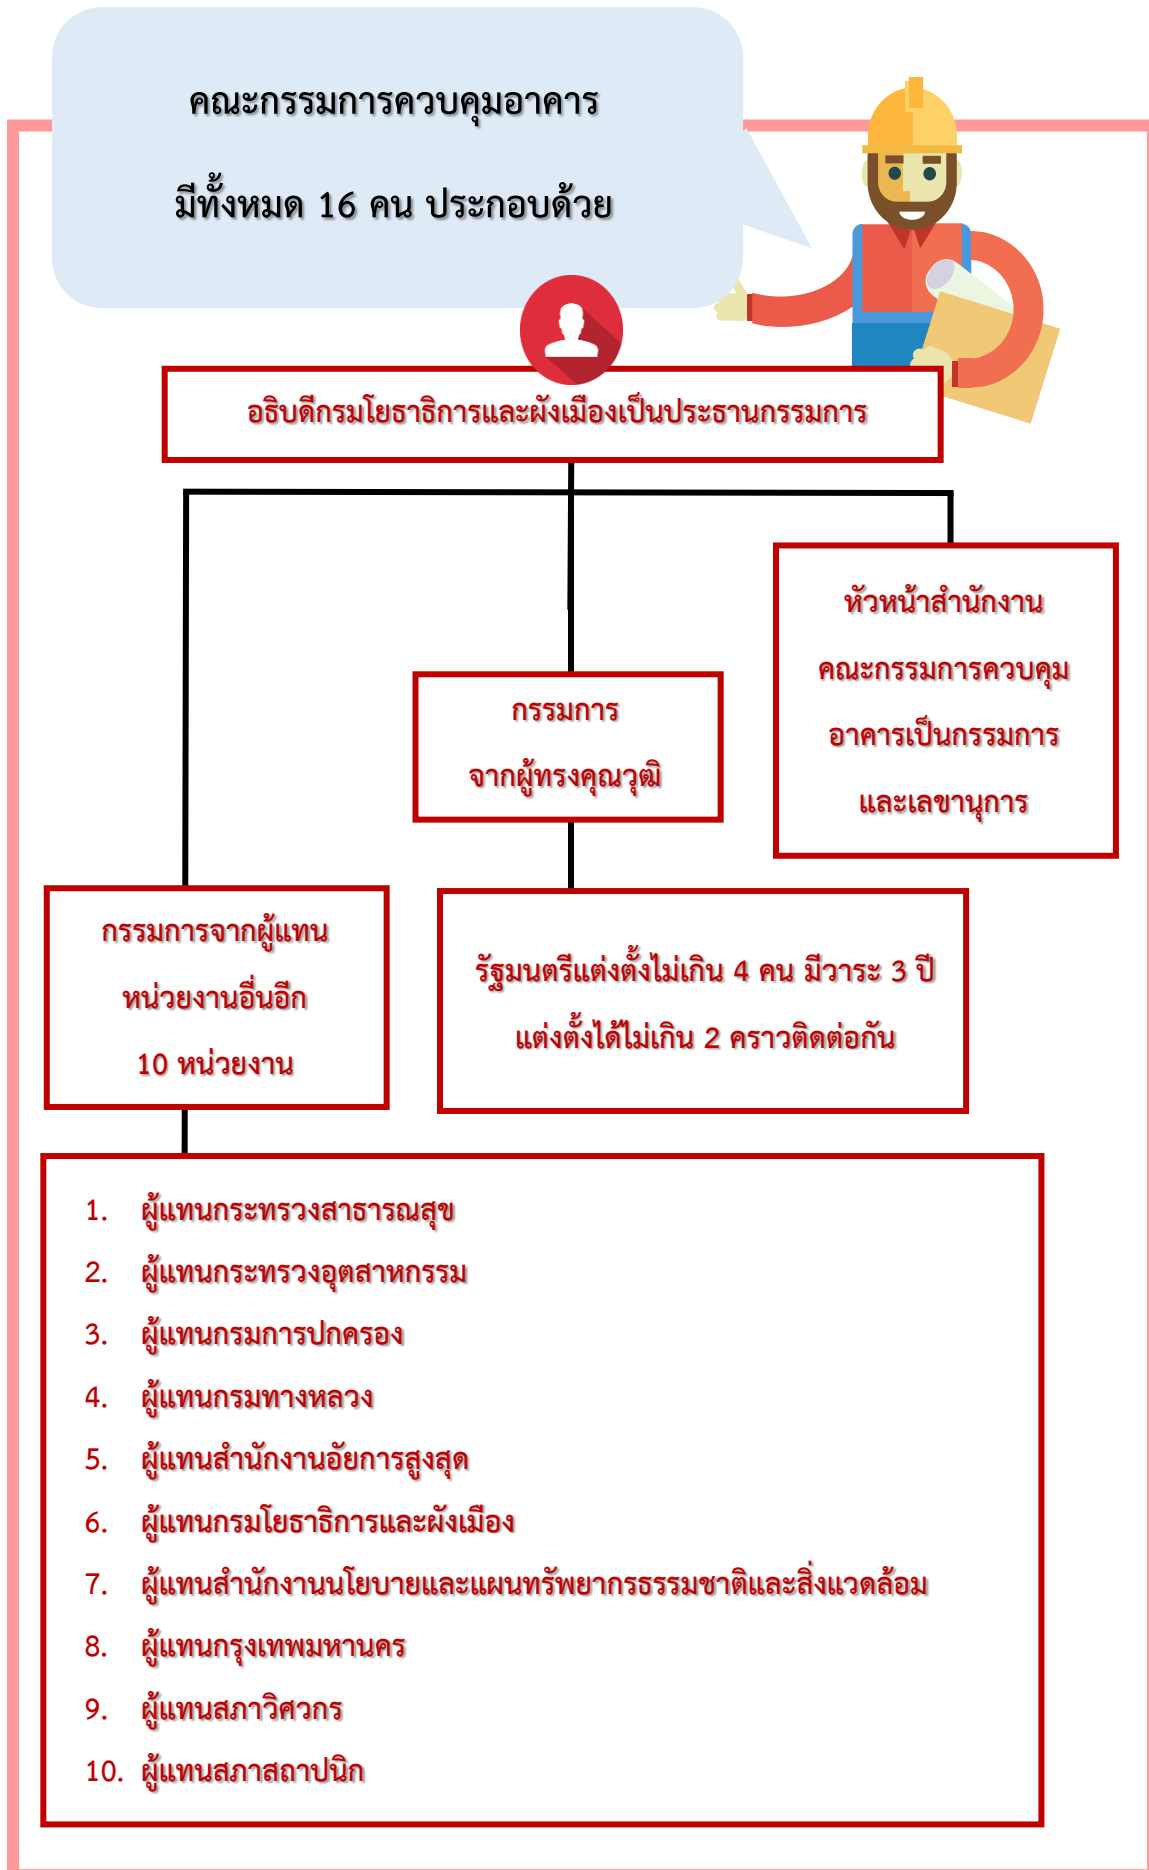 คณะกรรมการควบคุมอาคาร
มีทั้งหมด 16 คน ประกอบด้วย
อธิบดีกรมโยธาธิการและผังเมืองเป็นประธานกรรมการ
หัวหน้าสำนักงาน
คณะกรรมการควบคุม
อาคารเป็นกรรมการ
และเลขานุการ
กรรมการ
จากผู้ทรงคุณวุฒิ
กรรมการจากผู้แทน
หน่วยงานอื่นอีก
10 หน่วยงาน
รัฐมนตรีแต่งตั้งไม่เกิน 4 คน มีวาระ 3 ปี
แต่งตั้งได้ไม่เกิน 2 คราวติดต่อกัน
1. ผู้แทนกระทรวงสาธารณสุข
2. ผู้แทนกระทรวงอุตสาหกรรม
3. ผู้แทนกรมการปกครอง
4. ผู้แทนกรมทางหลวง
5. ผู้แทนสำนักงานอัยการสูงสุด
6. ผู้แทนกรมโยธาธิการและผังเมือง
7. ผู้แทนสำนักงานนโยบายและแผนทรัพยากรธรรมชาติและสิ่งแวดล้อม
8. ผู้แทนกรุงเทพมหานคร
9. ผู้แทนสภาวิศวกร
10. ผู้แทนสภาสถาปนิก